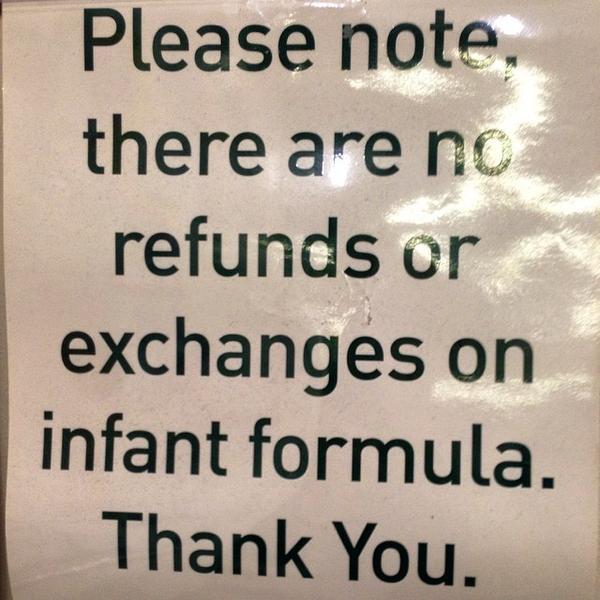 Please note,
there are no
refunds or
exchanges on
infant formula.
Thank You.